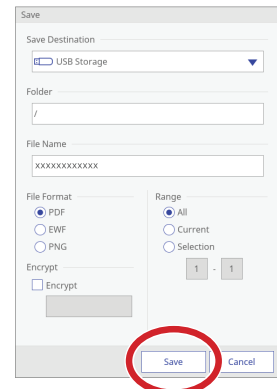 Save
Save Destination
USB Storage
Folder
/
File Name
xxxxxxxxxxxx
File Format
PDF
EWF
PNG
Range
All
Current
Selection
1 - 1
Encrypt
Encrypt
Save
Cancel